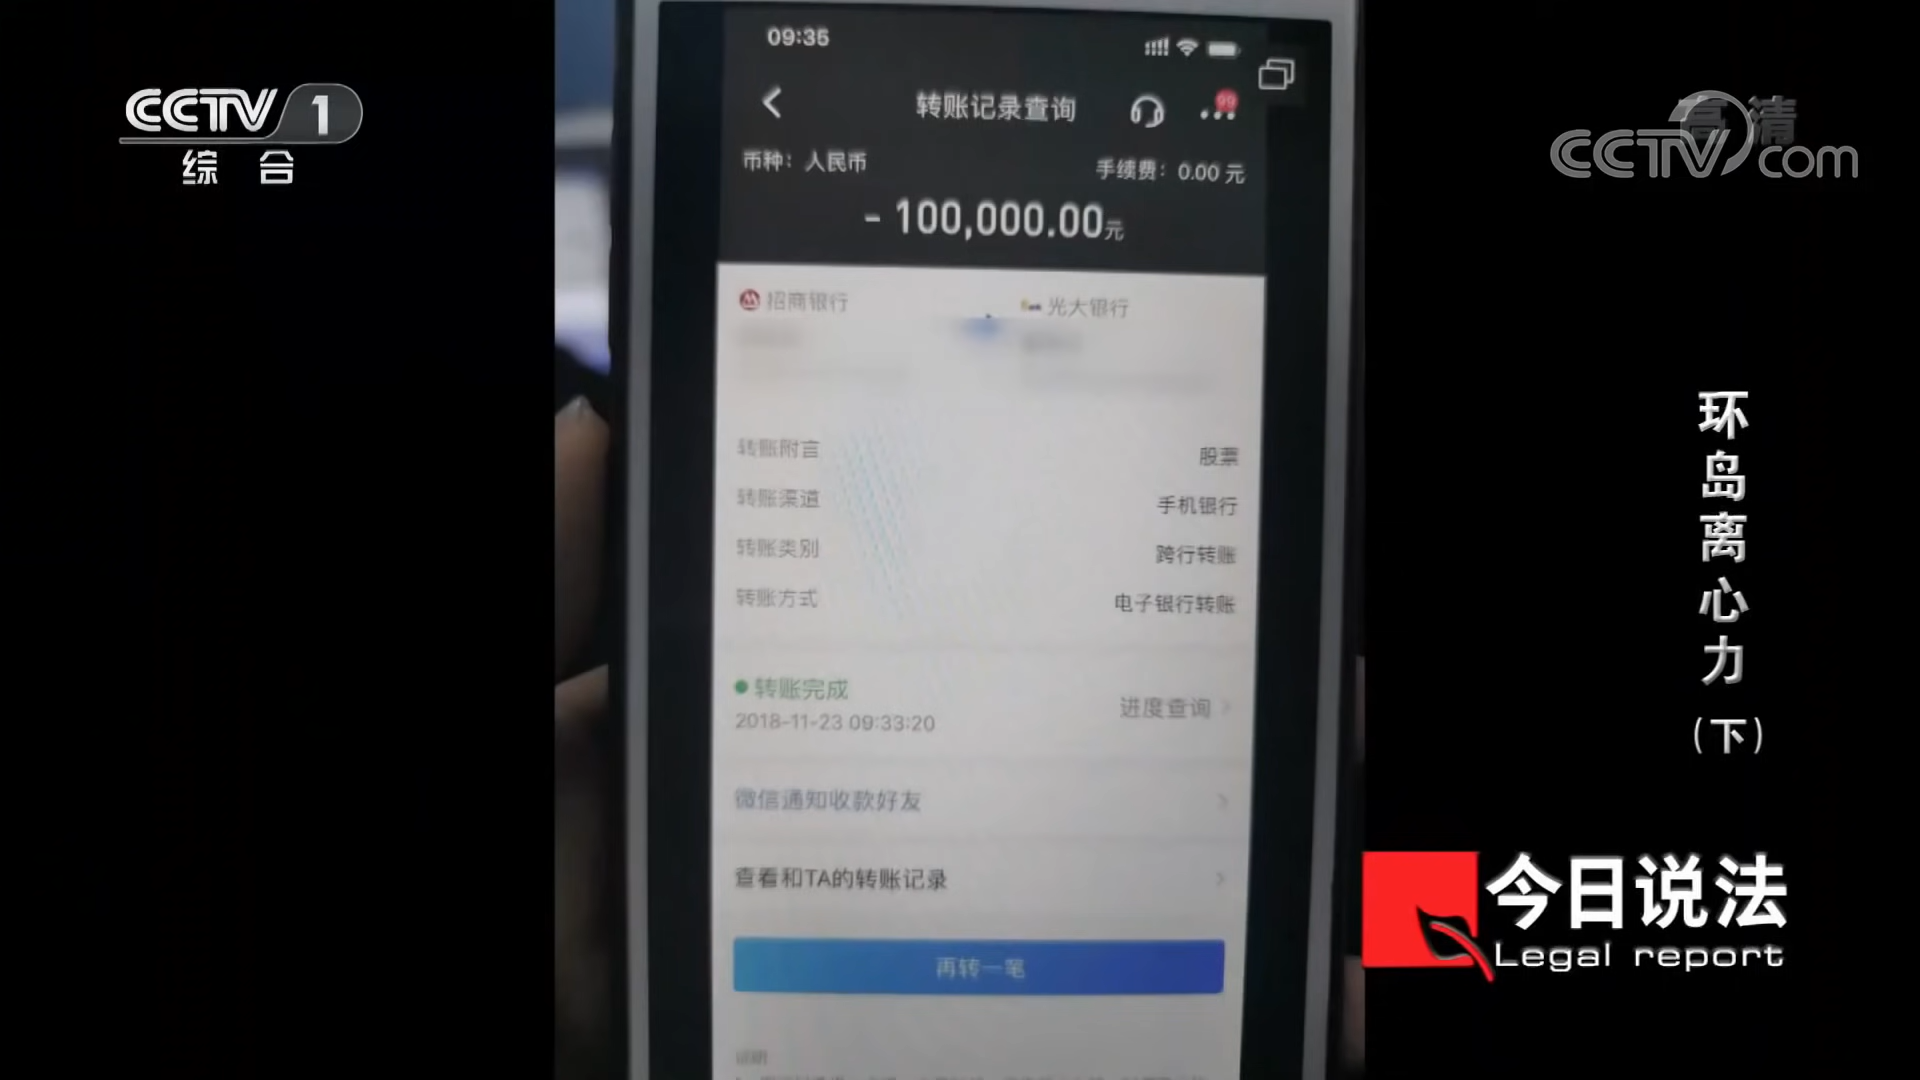 CCTV 1
综合
高清
CCTV.com
09:35
转账记录查询
99
币种：人民币
手续费：0.00 元
- 100,000.00元
招商银行
光大银行
转账附言
股票
转账渠道
手机银行
转账类别
跨行转账
转账方式
电子银行转账
转账完成
2018-11-23 09:33:20
进度查询
微信通知收款好友
查看和TA的转账记录
再转一笔
说明
环岛离心力（下）
今日说法
Legal report